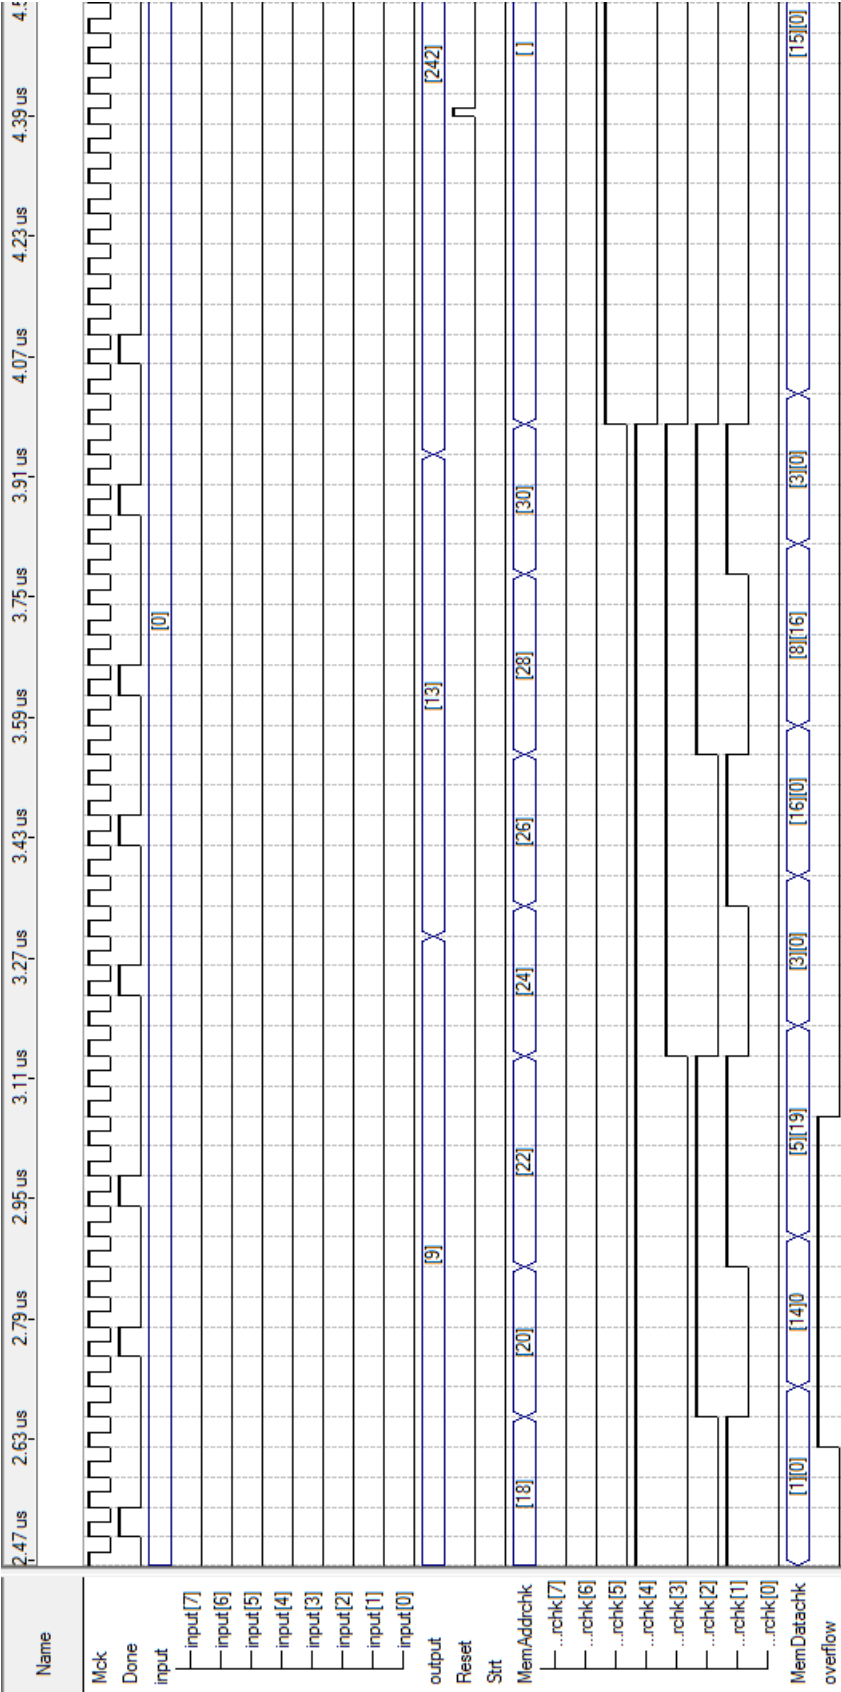 Name
2.47 us
2.63 us
2.79 us
2.95 us
3.11 us
3.27 us
3.43 us
3.59 us
3.75 us
3.91 us
4.07 us
4.23 us
4.39 us
Mck
Done
input [0]
input[7]
input[6]
input[5]
input[4]
input[3]
input[2]
input[1]
input[0]
output [9] [13] [242]
Reset
Strt
MemAddrchk [18] [20] [22] [24] [26] [28] [30] [ ]
...rchk[7]
...rchk[6]
...rchk[5]
...rchk[4]
...rchk[3]
...rchk[2]
...rchk[1]
...rchk[0]
MemDatachk [1][0] [14]0 [5][19] [3][0] [16][0] [8][16] [3][0] [15][0]
overflow